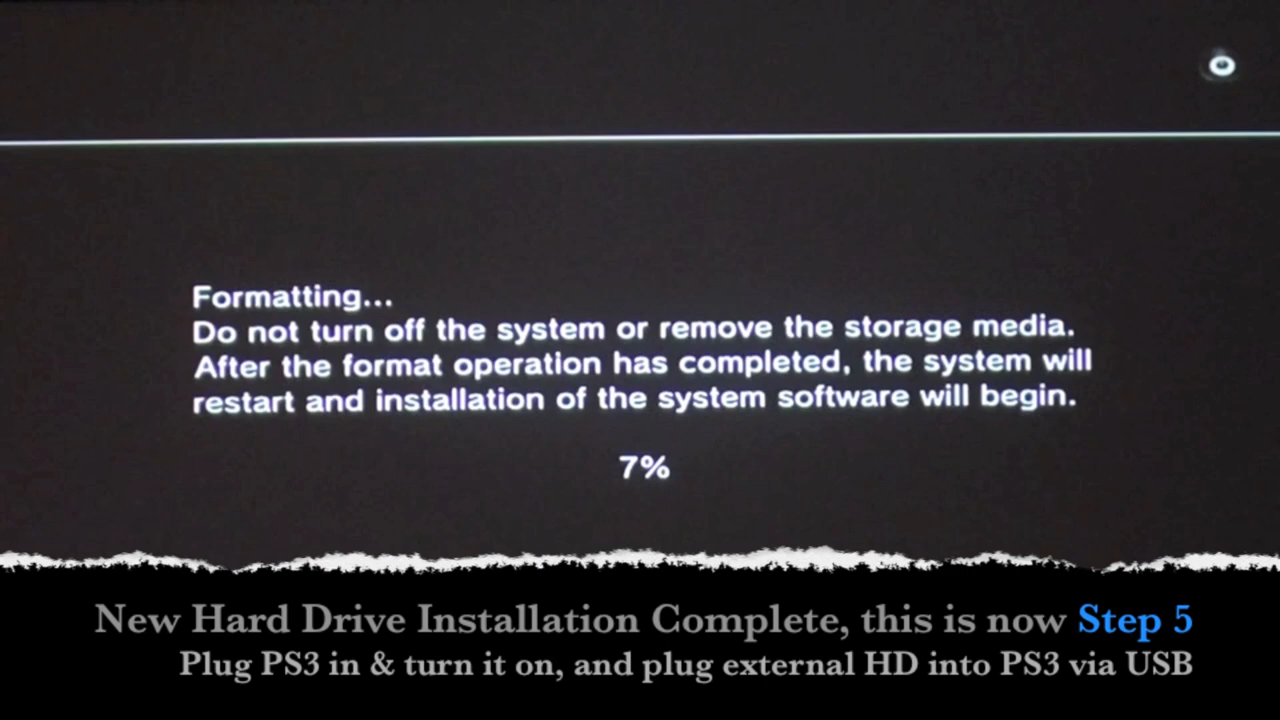 Formatting...
Do not turn off the system or remove the storage media.
After the format operation has completed, the system will
restart and installation of the system software will begin.
7%
New Hard Drive Installation Complete, this is now Step 5
Plug PS3 in & turn it on, and plug external HD into PS3 via USB